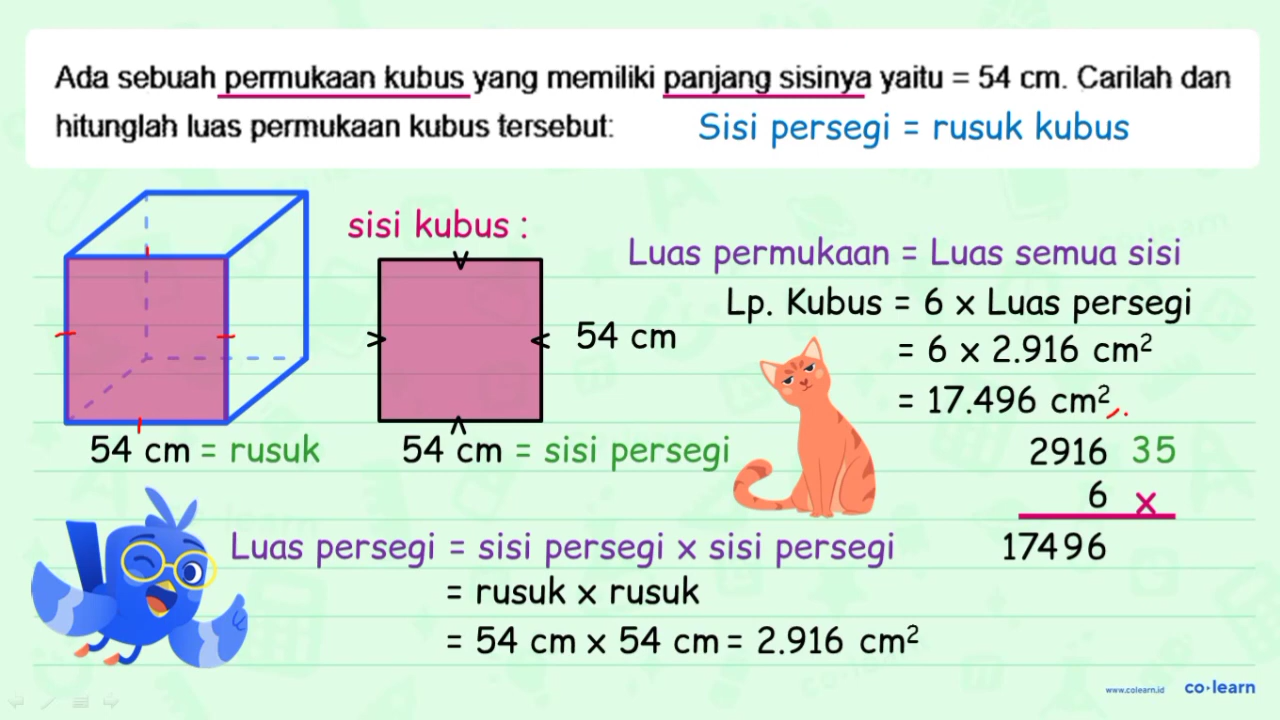 Ada sebuah permukaan kubus yang memiliki panjang sisinya yaitu = 54 cm. Carilah dan
hitunglah luas permukaan kubus tersebut:
Sisi persegi = rusuk kubus
sisi kubus :
54 cm
54 cm = rusuk
54 cm = sisi persegi
Luas permukaan = Luas semua sisi
Lp. Kubus = 6 x Luas persegi
= 6 x 2.916 cm²
= 17.496 cm²,.
2916 35
6 x
17496
Luas persegi = sisi persegi x sisi persegi
= rusuk x rusuk
= 54 cm x 54 cm = 2.916 cm²
www.colearn.id
co·learn